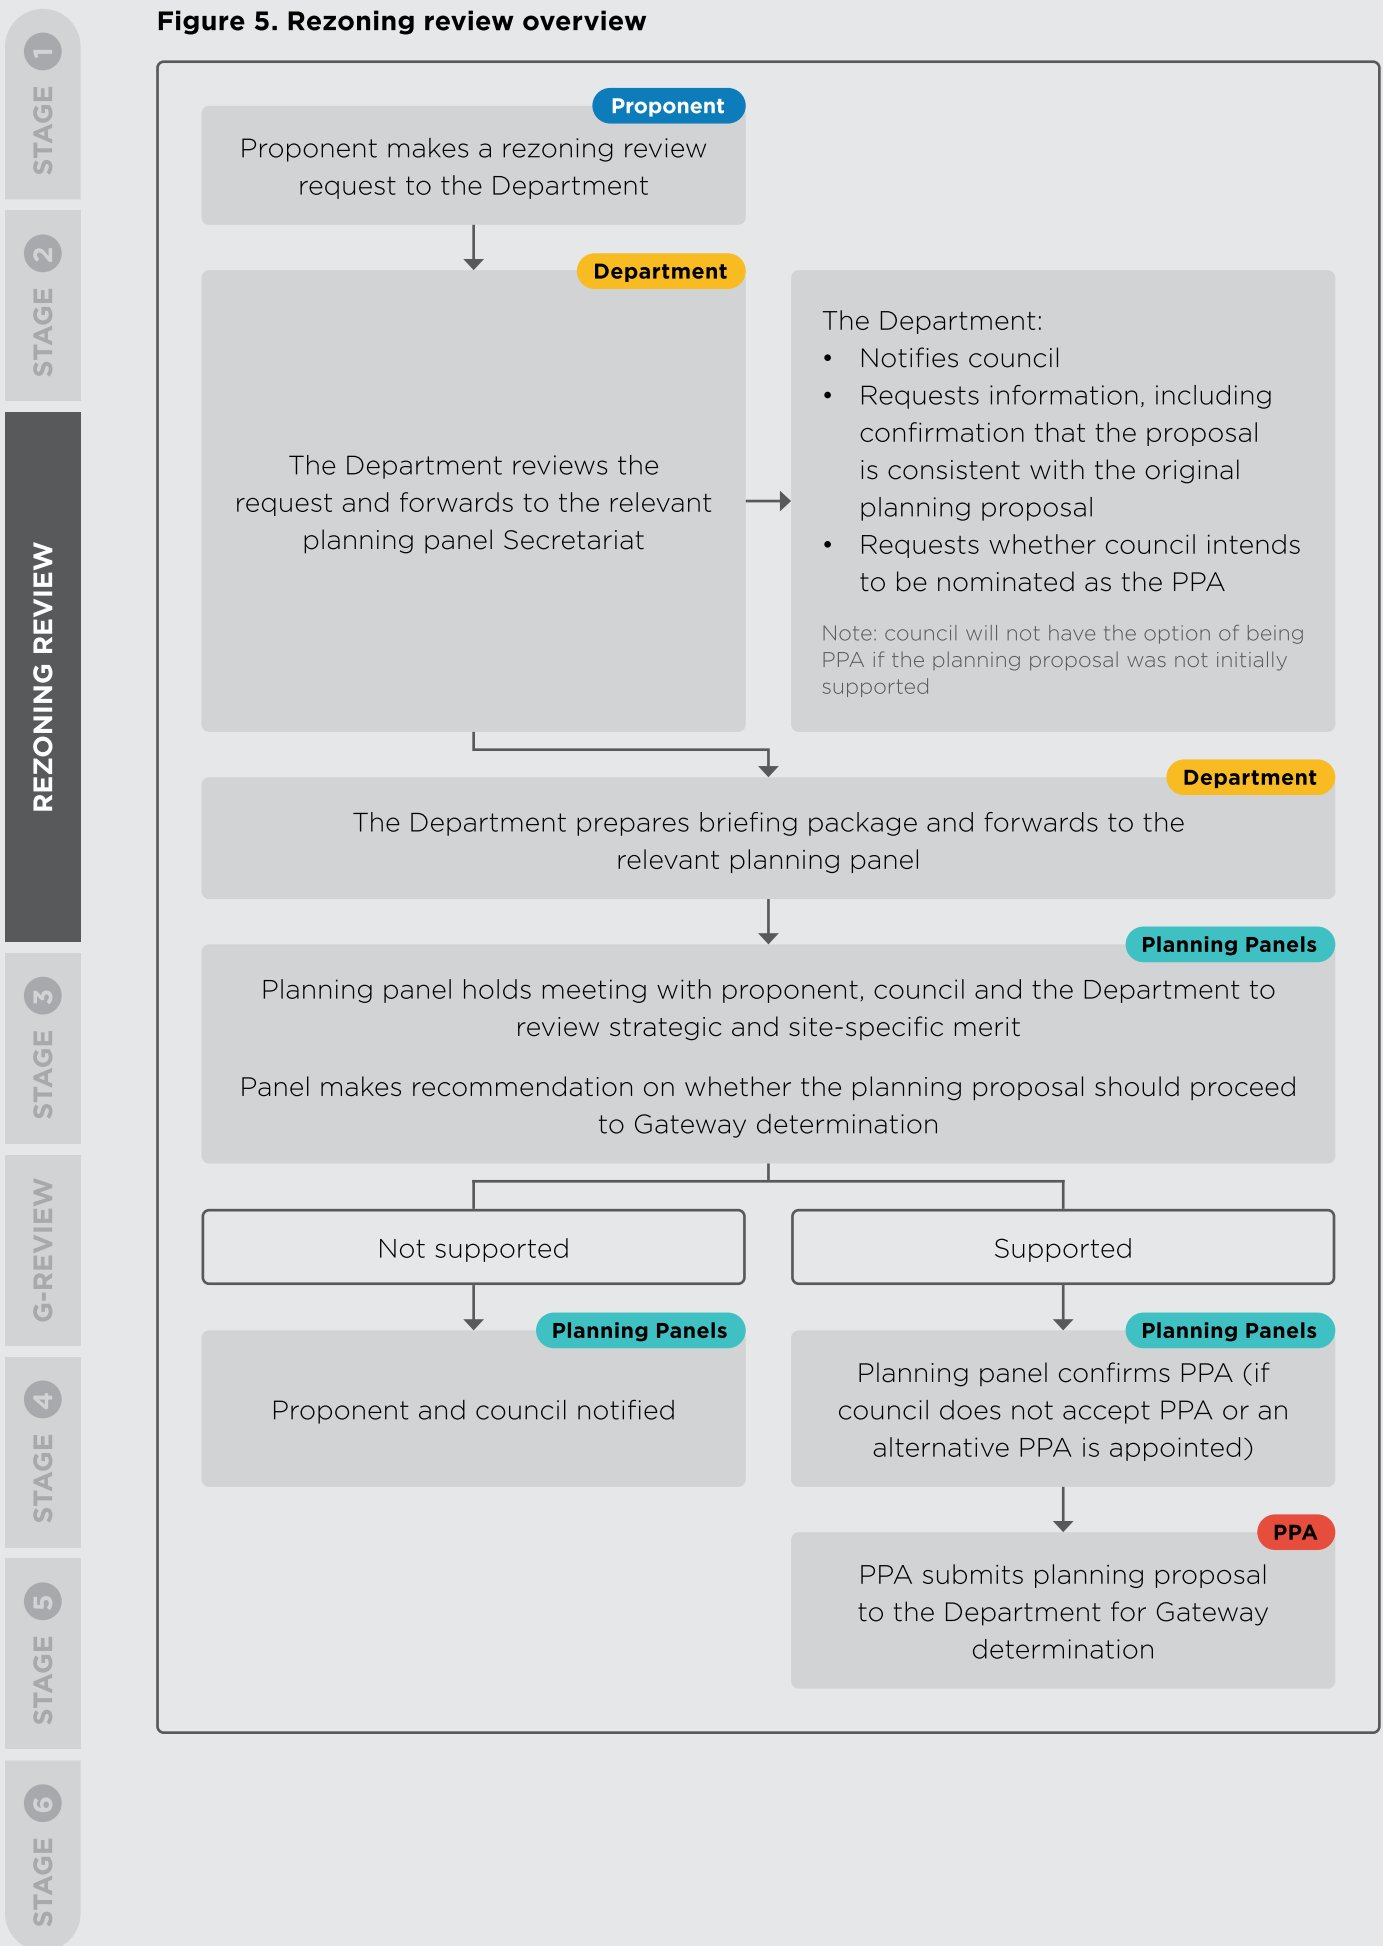 Figure 5. Rezoning review overview
STAGE 1
STAGE 2
REZONING REVIEW
STAGE 3
G-REVIEW
STAGE 4
STAGE 5
STAGE 6
Proponent
Proponent makes a rezoning review
request to the Department
Department
The Department reviews the
request and forwards to the relevant
planning panel Secretariat
The Department:
• Notifies council
• Requests information, including
confirmation that the proposal
is consistent with the original
planning proposal
• Requests whether council intends
to be nominated as the PPA
Note: council will not have the option of being
PPA if the planning proposal was not initially
supported
Department
The Department prepares briefing package and forwards to the
relevant planning panel
Planning Panels
Planning panel holds meeting with proponent, council and the Department to
review strategic and site-specific merit
Panel makes recommendation on whether the planning proposal should proceed
to Gateway determination
Not supported
Supported
Planning Panels
Proponent and council notified
Planning Panels
Planning panel confirms PPA (if
council does not accept PPA or an
alternative PPA is appointed)
PPA
PPA submits planning proposal
to the Department for Gateway
determination